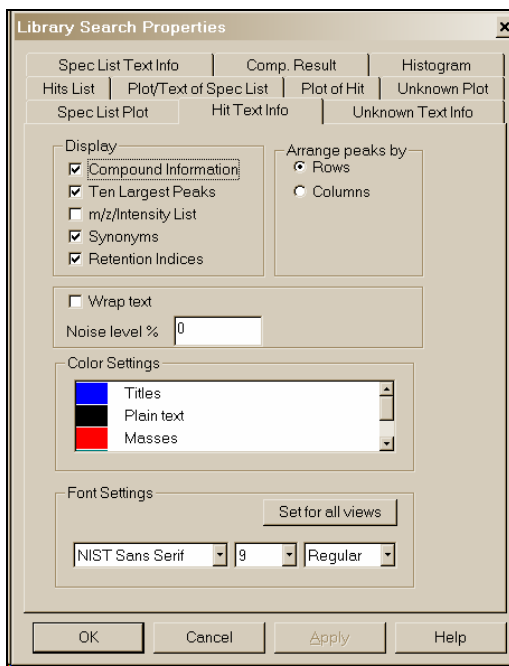 Library Search Properties
Spec List Text Info Comp. Result Histogram
Hits List Plot/Text of Spec List Plot of Hit Unknown Plot
Spec List Plot Hit Text Info Unknown Text Info
Display
Compound Information
Ten Largest Peaks
m/z/Intensity List
Synonyms
Retention Indices
Arrange peaks by
Rows
Columns
Wrap text
Noise level % 0
Color Settings
Titles
Plain text
Masses
Font Settings
Set for all views
NIST Sans Serif 9 Regular
OK Cancel Apply Help